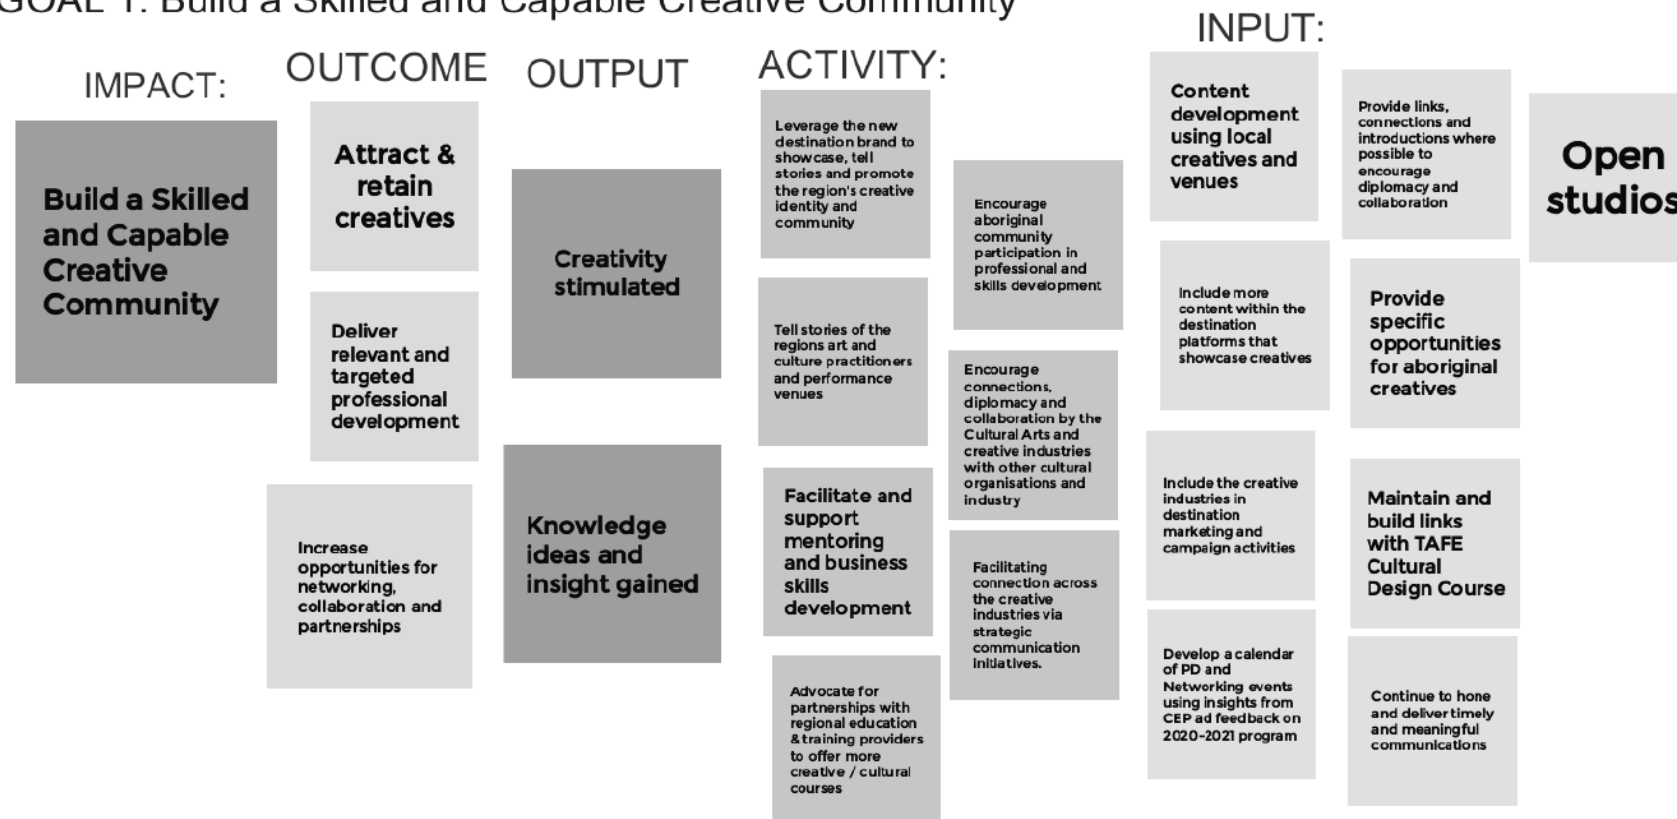 GOAL 1: Build a Skilled and Capable Creative Community
IMPACT:
Build a Skilled
and Capable
Creative
Community
OUTCOME
Attract &
retain
creatives
Deliver
relevant and
targeted
professional
development
Increase
opportunities for
networking,
collaboration and
partnerships
OUTPUT
Creativity
stimulated
Knowledge
ideas and
insight gained
ACTIVITY:
Leverage the new
destination brand to
showcase, tell
stories and promote
the region's creative
identity and
community
Tell stories of the
regions art and
culture practitioners
and performance
venues
Facilitate and
support
mentoring
and business
skills
development
Advocate for
partnerships with
regional education
& training providers
to offer more
creative / cultural
courses
Encourage
aboriginal
community
participation in
professional and
skills development
Encourage
connections,
diplomacy and
collaboration by the
Cultural Arts and
creative industries
with other cultural
organisations and
industry
Facilitating
connection across
the creative
industries via
strategic
communication
initiatives.
INPUT:
Content
development
using local
creatives and
venues
Include more
content within the
destination
platforms that
showcase creatives
Include the creative
industries in
destination
marketing and
campaign activities
Develop a calendar
of PD and
Networking events
using insights from
CEP ad feedback on
2020-2021 program
Provide links,
connections and
introductions where
possible to
encourage
diplomacy and
collaboration
Provide
specific
opportunities
for aboriginal
creatives
Maintain and
build links
with TAFE
Cultural
Design Course
Continue to hone
and deliver timely
and meaningful
communications
Open
studios